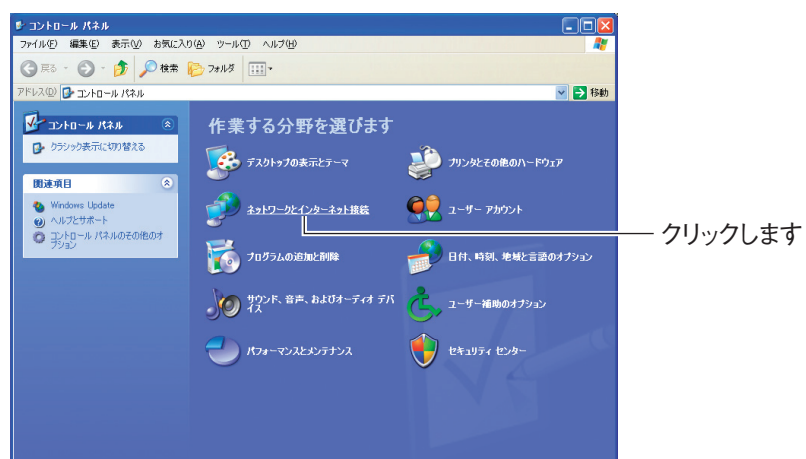 コントロール パネル
ファイル(F) 編集(E) 表示(V) お気に入り(A) ツール(T) ヘルプ(H)
戻る 検索 フォルダ
アドレス(D) コントロール パネル 移動
コントロール パネル
クラシック表示に切り替える
関連項目
Windows Update
ヘルプとサポート
コントロール パネルのその他のオ
プション
作業する分野を選びます
デスクトップの表示とテーマ
プリンタとその他のハードウェア
ネットワークとインターネット接続
ユーザー アカウント
プログラムの追加と削除
日付、時刻、地域と言語のオプション
サウンド、音声、およびオーディオ デバ
イス
ユーザー補助のオプション
パフォーマンスとメンテナンス
セキュリティ センター
クリックします